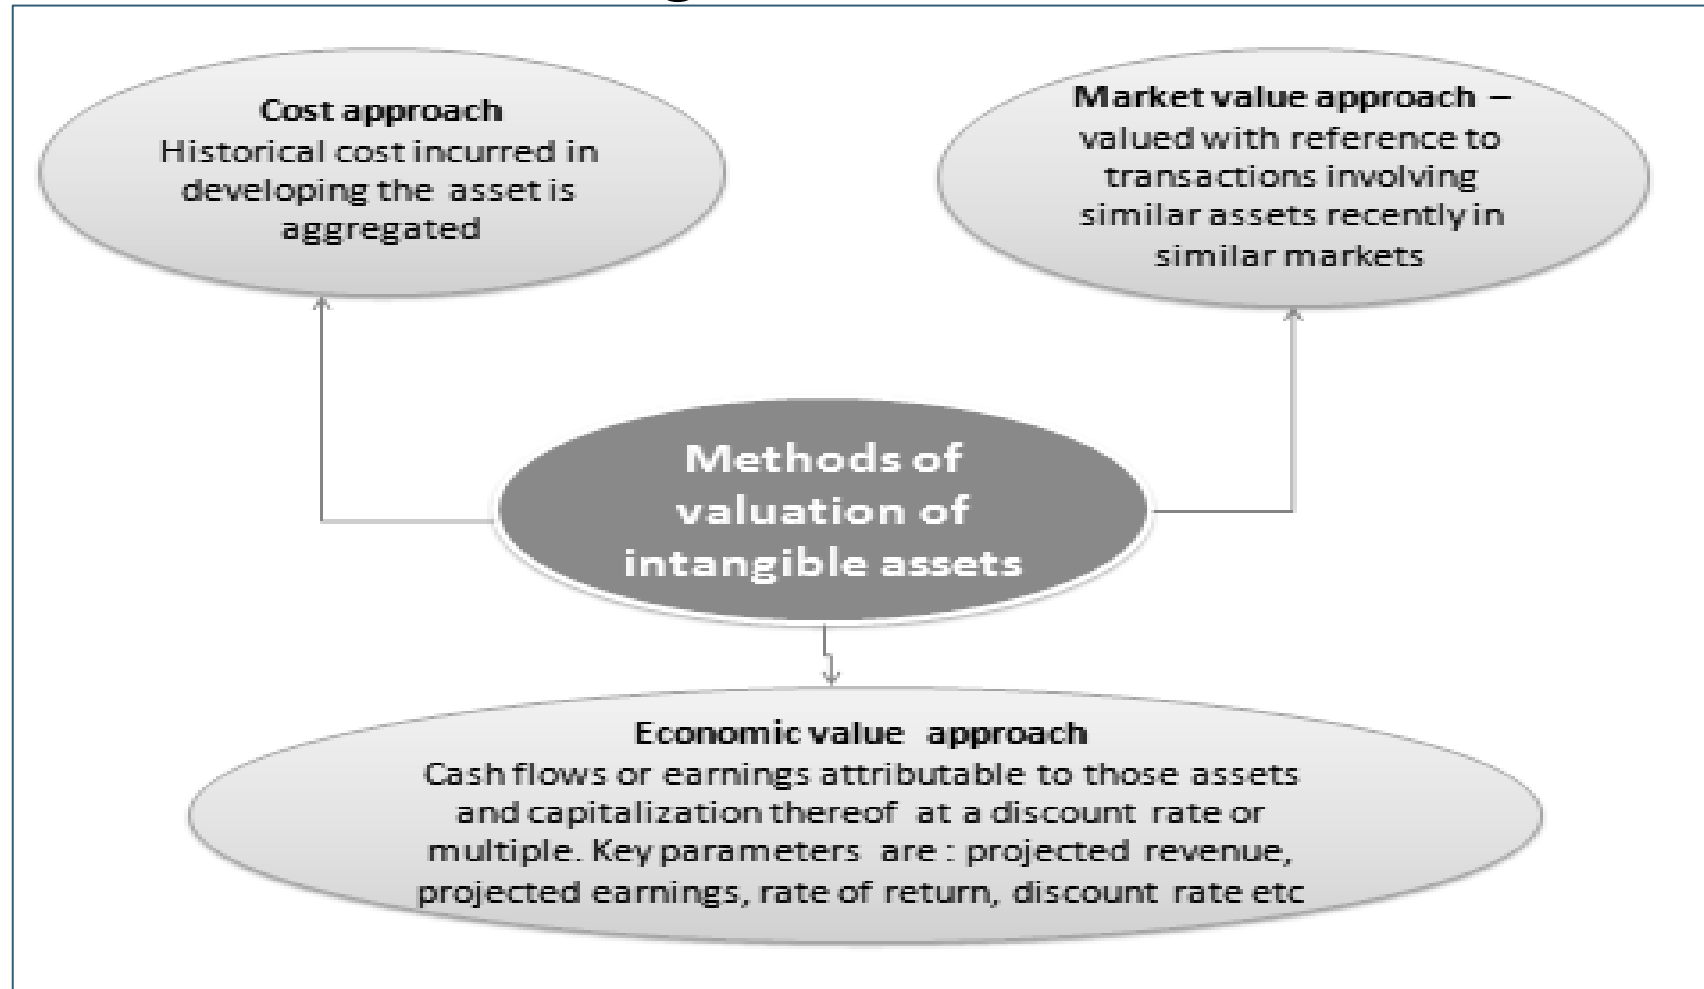 Cost approach
Historical cost incurred in
developing the asset is
aggregated
Market value approach –
valued with reference to
transactions involving
similar assets recently in
similar markets
Methods of
valuation of
intangible assets
Economic value approach
Cash flows or earnings attributable to those assets
and capitalization thereof at a discount rate or
multiple. Key parameters are : projected revenue,
projected earnings, rate of return, discount rate etc